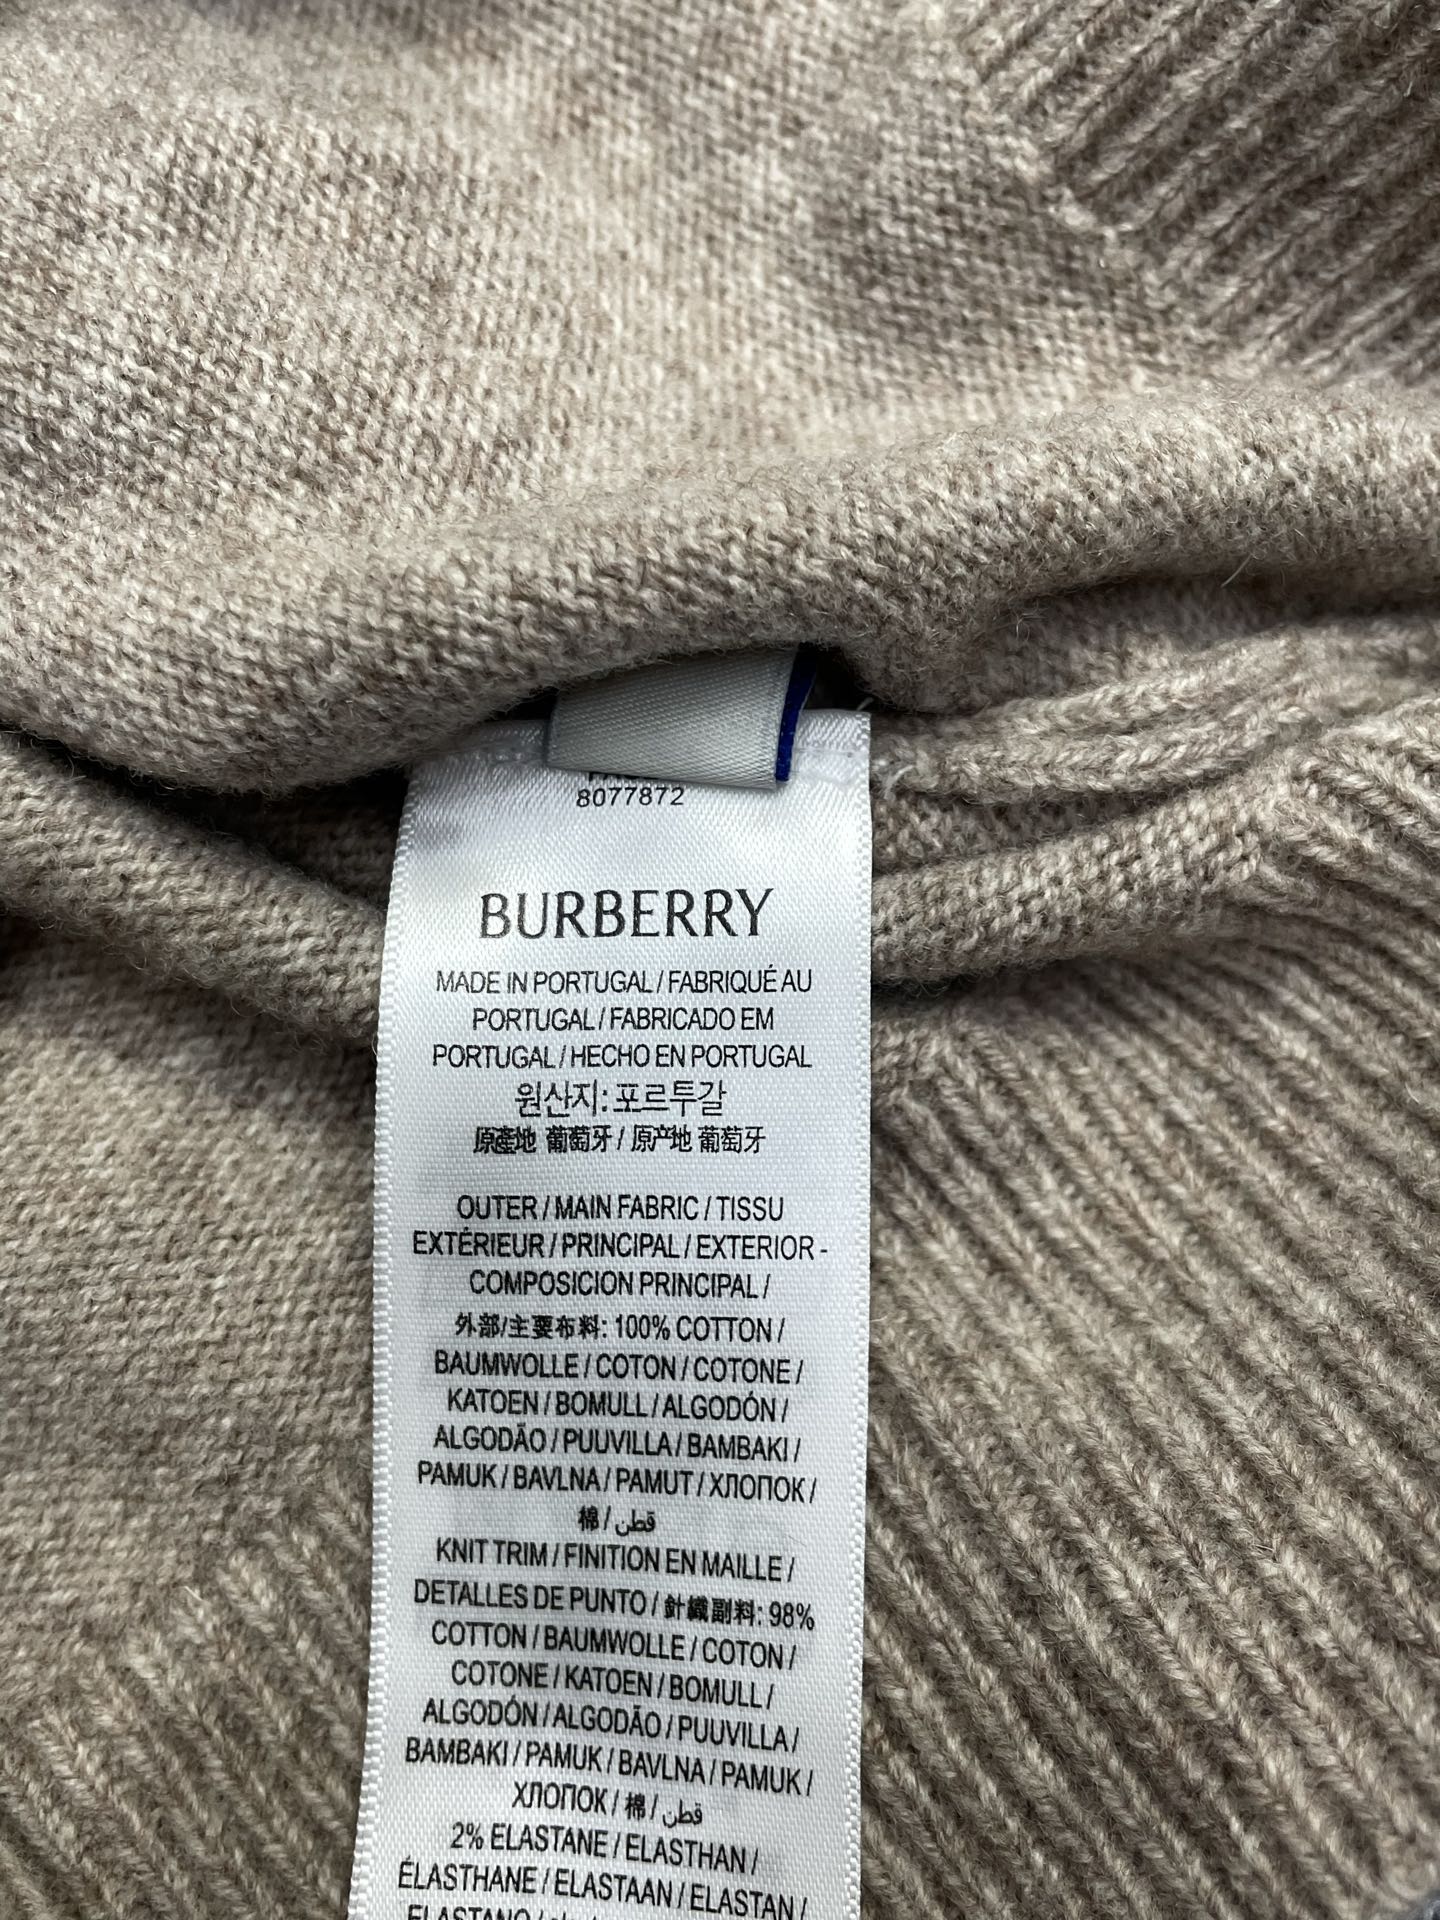 8077872
BURBERRY
MADE IN PORTUGAL / FABRIQUÉ AU
PORTUGAL / FABRICADO EM
PORTUGAL / HECHO EN PORTUGAL
원산지: 포르투갈
原產地 葡萄牙 / 原产地 葡萄牙
OUTER / MAIN FABRIC / TISSU
EXTÉRIEUR / PRINCIPAL / EXTERIOR -
COMPOSICION PRINCIPAL /
外部/主要布料: 100% COTTON /
BAUMWOLLE / COTON / COTONE /
KATOEN / BOMULL / ALGODÓN /
ALGODÃO / PUUVILLA / BAMBAKI /
PAMUK / BAVLNA / PAMUT / ХЛОПОК /
棉 / قطن
KNIT TRIM / FINITION EN MAILLE /
DETALLES DE PUNTO / 針織副料: 98%
COTTON / BAUMWOLLE / COTON /
COTONE / KATOEN / BOMULL /
ALGODÓN / ALGODÃO / PUUVILLA /
BAMBAKI / PAMUK / BAVLNA / PAMUK /
ХЛОПОК / 棉 / قطن
2% ELASTANE / ELASTHAN /
ÉLASTHANE / ELASTAAN / ELASTAN /